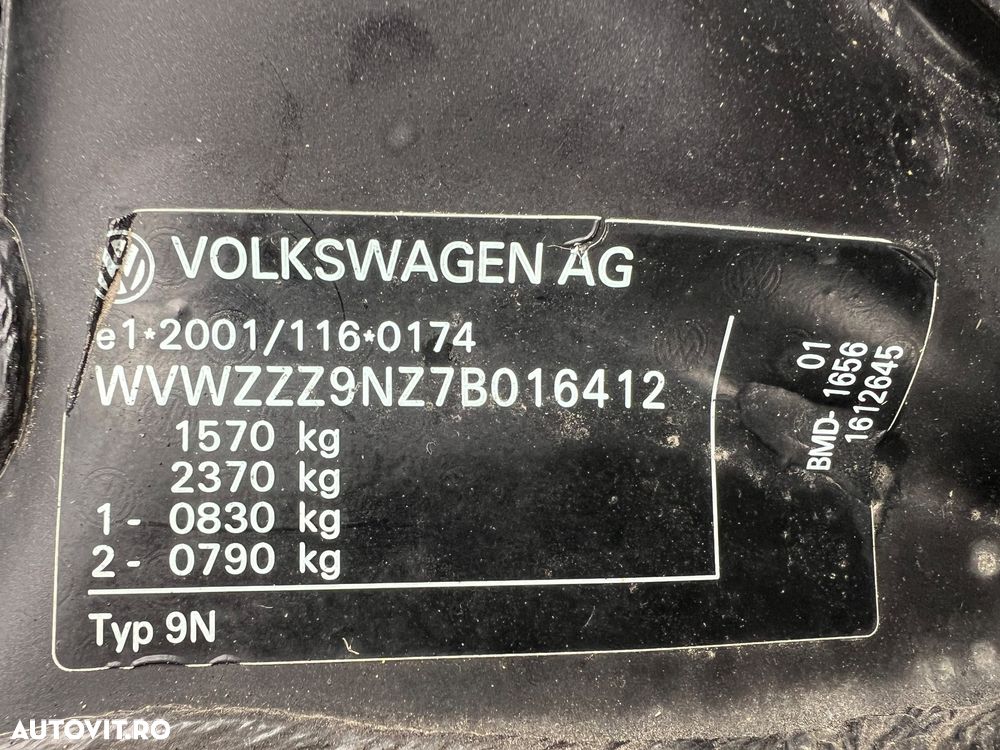 VOLKSWAGEN AG
e1*2001/116*0174
WVWZZZ9NZ7B016412
1570 kg
2370 kg
1- 0830 kg
2- 0790 kg
Typ 9N
01
BMD- 1656
1612645
AUTOVIT.RO